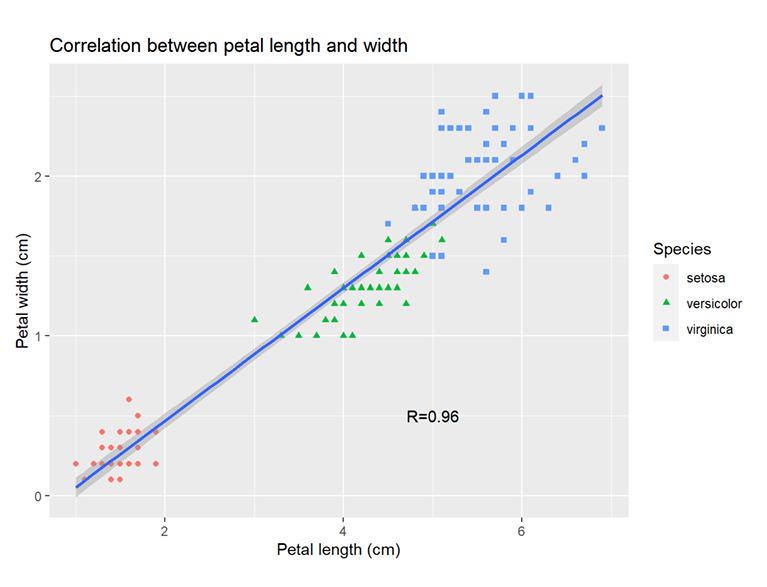 Correlation between petal length and width
Petal width (cm)
2
1
0
R=0.96
2 4 6
Petal length (cm)
Species
setosa
versicolor
virginica